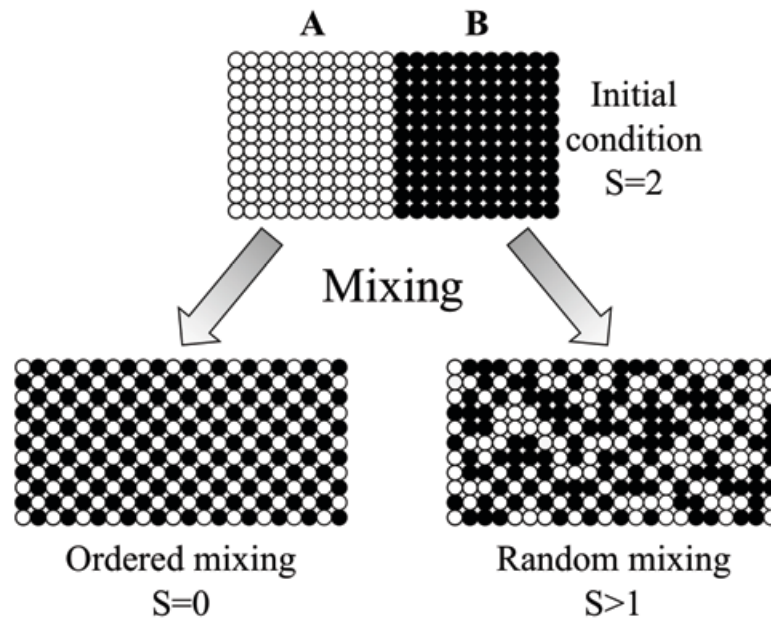 A B
Initial
condition
S=2
Mixing
Ordered mixing
S=0
Random mixing
S>1